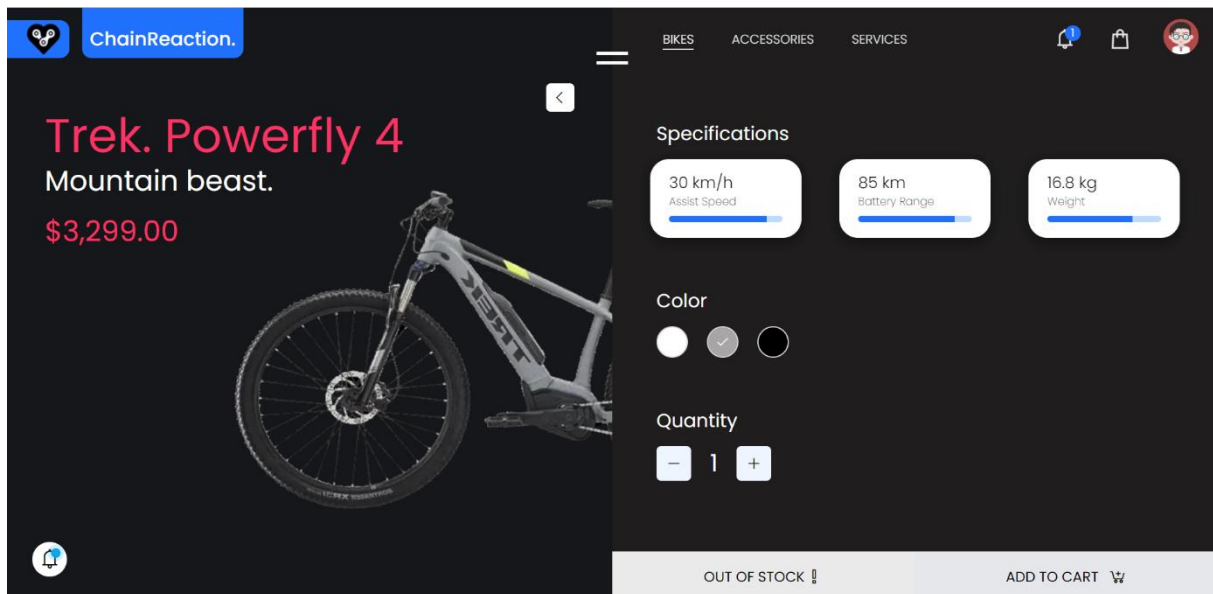 ChainReaction.
BIKES ACCESSORIES SERVICES
1
Trek. Powerfly 4
Mountain beast.
$3,299.00
TREK
Specifications
30 km/h
Assist Speed
85 km
Battery Range
16.8 kg
Weight
Color
Quantity
− 1 +
OUT OF STOCK
ADD TO CART